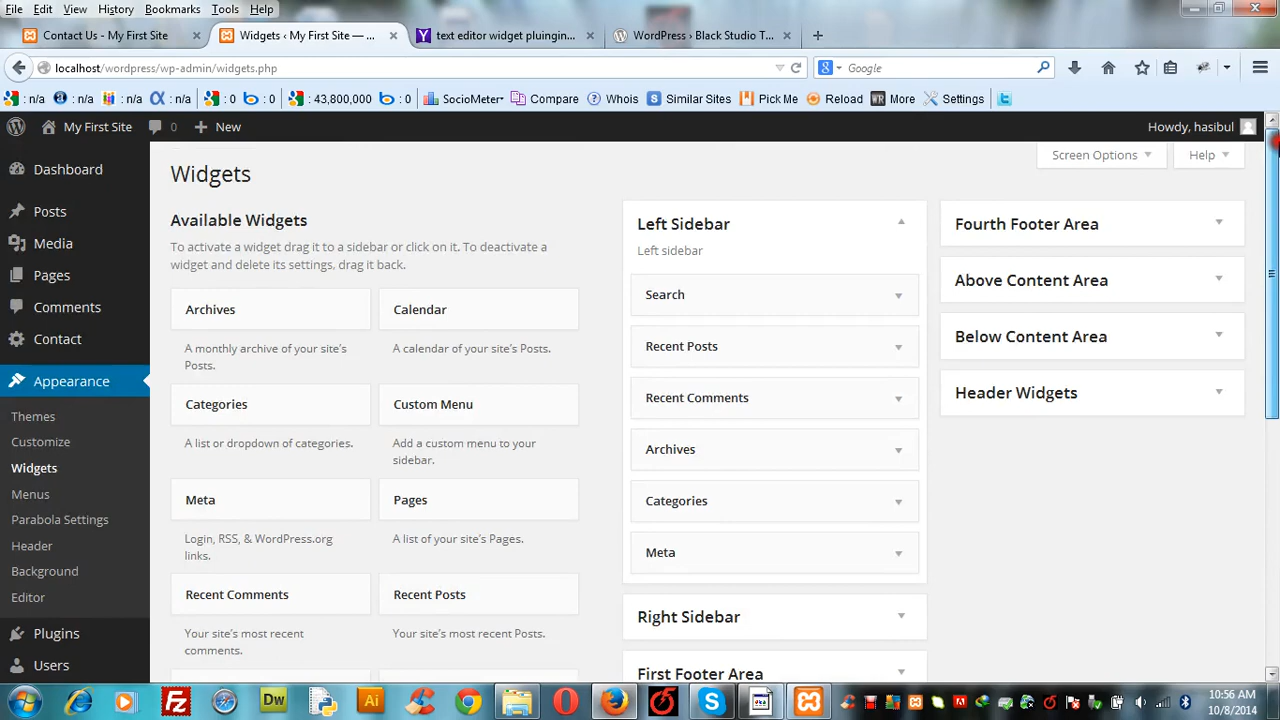 File Edit View History Bookmarks Tools Help
Contact Us - My First Site × Widgets ‹ My First Site — ... × text editor widget pluinging... × WordPress › Black Studio T... × +
localhost/wordpress/wp-admin/widgets.php Google
: n/a : n/a : n/a : n/a : 0 : 0 : 43,800,000 : 0 SocioMeter Compare Whois Similar Sites Pick Me Reload More Settings
My First Site 0 New Howdy, hasibul
Screen Options Help
Widgets
Dashboard
Posts
Media
Pages
Comments
Contact
Appearance
Themes
Customize
Widgets
Menus
Parabola Settings
Header
Background
Editor
Plugins
Users
Available Widgets
To activate a widget drag it to a sidebar or click on it. To deactivate a
widget and delete its settings, drag it back.
Archives Calendar
A monthly archive of your site's A calendar of your site's Posts.
Posts.
Categories Custom Menu
A list or dropdown of categories. Add a custom menu to your
sidebar.
Meta Pages
Login, RSS, & WordPress.org A list of your site's Pages.
links.
Recent Comments Recent Posts
Your site's most recent Your site's most recent Posts.
comments.
Left Sidebar
Left sidebar
Search
Recent Posts
Recent Comments
Archives
Categories
Meta
Right Sidebar
First Footer Area
Fourth Footer Area
Above Content Area
Below Content Area
Header Widgets
10:56 AM
10/8/2014